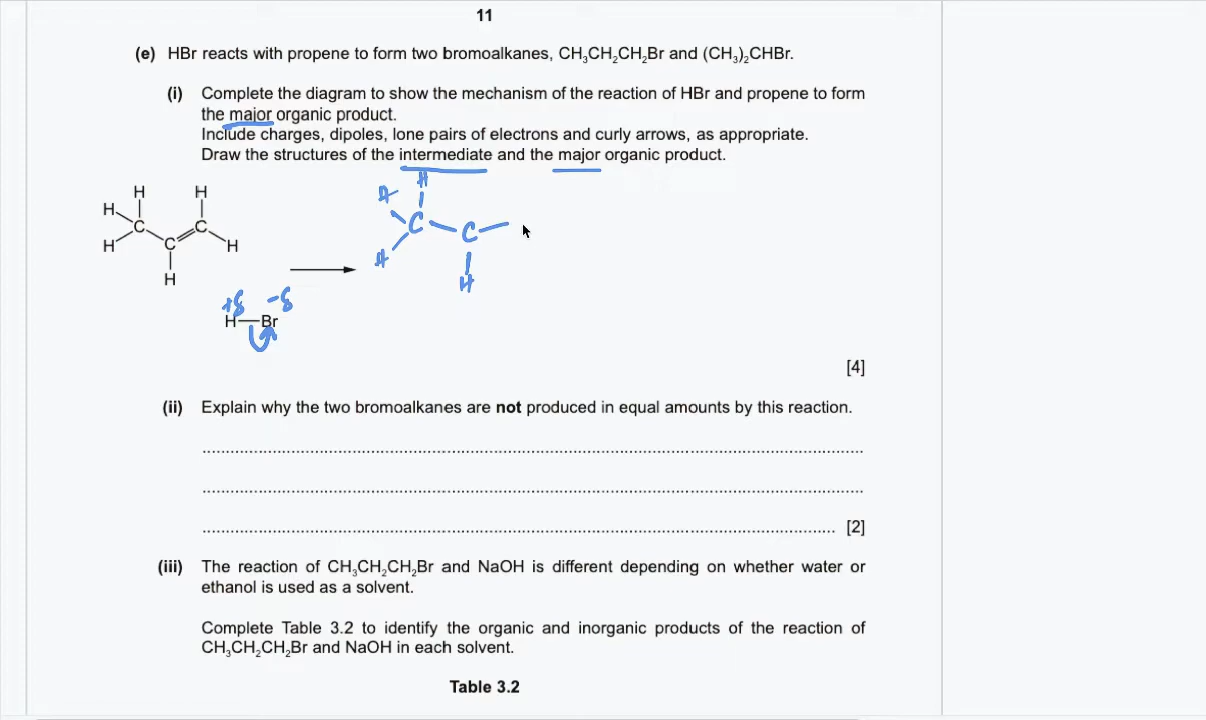 11
(e) HBr reacts with propene to form two bromoalkanes, CH₃CH₂CH₂Br and (CH₃)₂CHBr.
(i) Complete the diagram to show the mechanism of the reaction of HBr and propene to form
the major organic product.
Include charges, dipoles, lone pairs of electrons and curly arrows, as appropriate.
Draw the structures of the intermediate and the major organic product.
H H H
H H
H C C C C
H C H H
H H
+δ -δ
H—Br
[4]
(ii) Explain why the two bromoalkanes are not produced in equal amounts by this reaction.
................................................................
................................................................
................................................................ [2]
(iii) The reaction of CH₃CH₂CH₂Br and NaOH is different depending on whether water or
ethanol is used as a solvent.
Complete Table 3.2 to identify the organic and inorganic products of the reaction of
CH₃CH₂CH₂Br and NaOH in each solvent.
Table 3.2